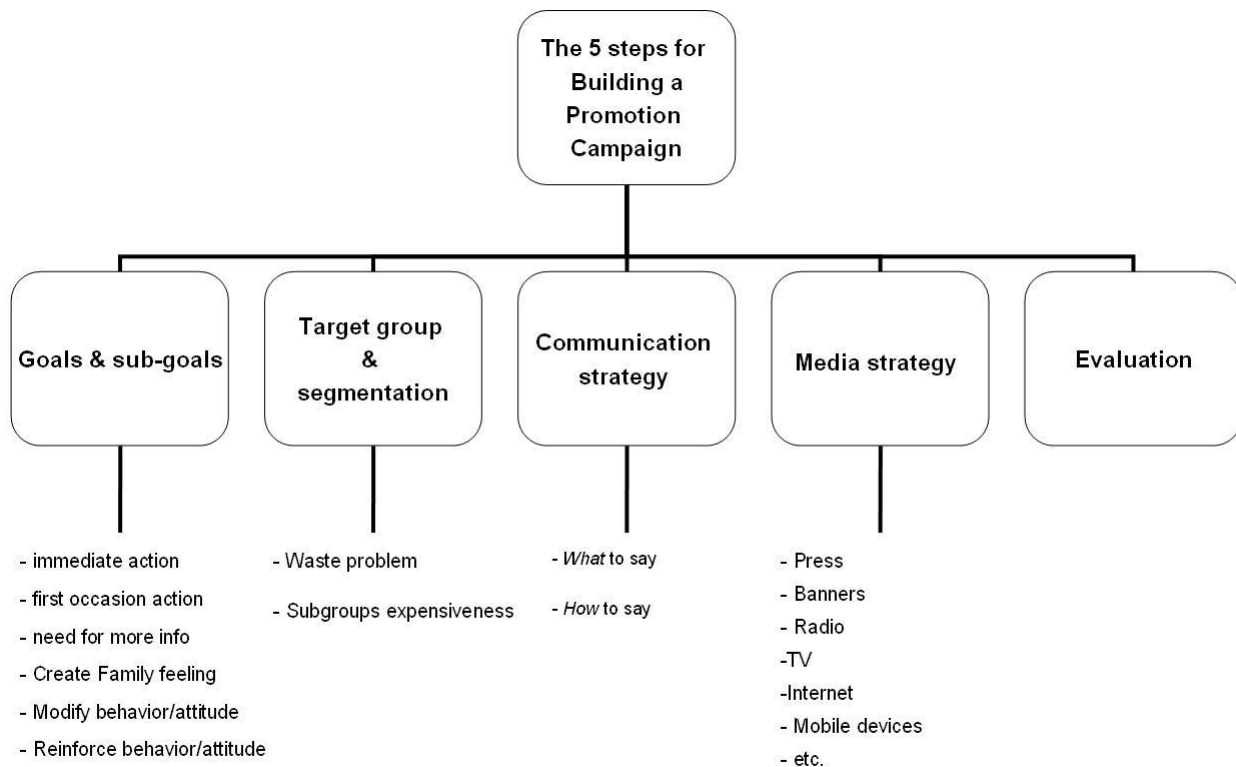 The 5 steps for
Building a
Promotion
Campaign
Goals & sub-goals
Target group
&
segmentation
Communication
strategy
Media strategy
Evaluation
- immediate action
- first occasion action
- need for more info
- Create Family feeling
- Modify behavior/attitude
- Reinforce behavior/attitude
- Waste problem
- Subgroups expensiveness
- What to say
- How to say
- Press
- Banners
- Radio
-TV
-Internet
- Mobile devices
- etc.